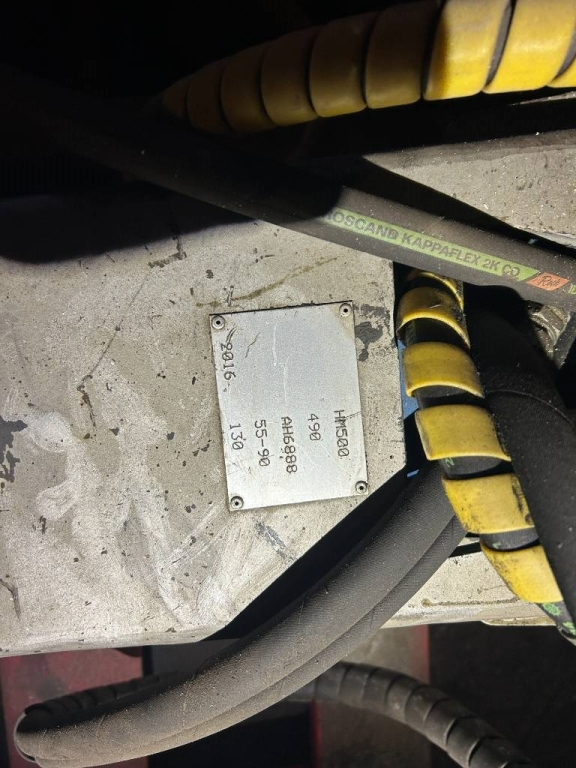 ROSCAND KAPPAFLEX 2K CO
HM500
490
AH6888
55-90
130
2016